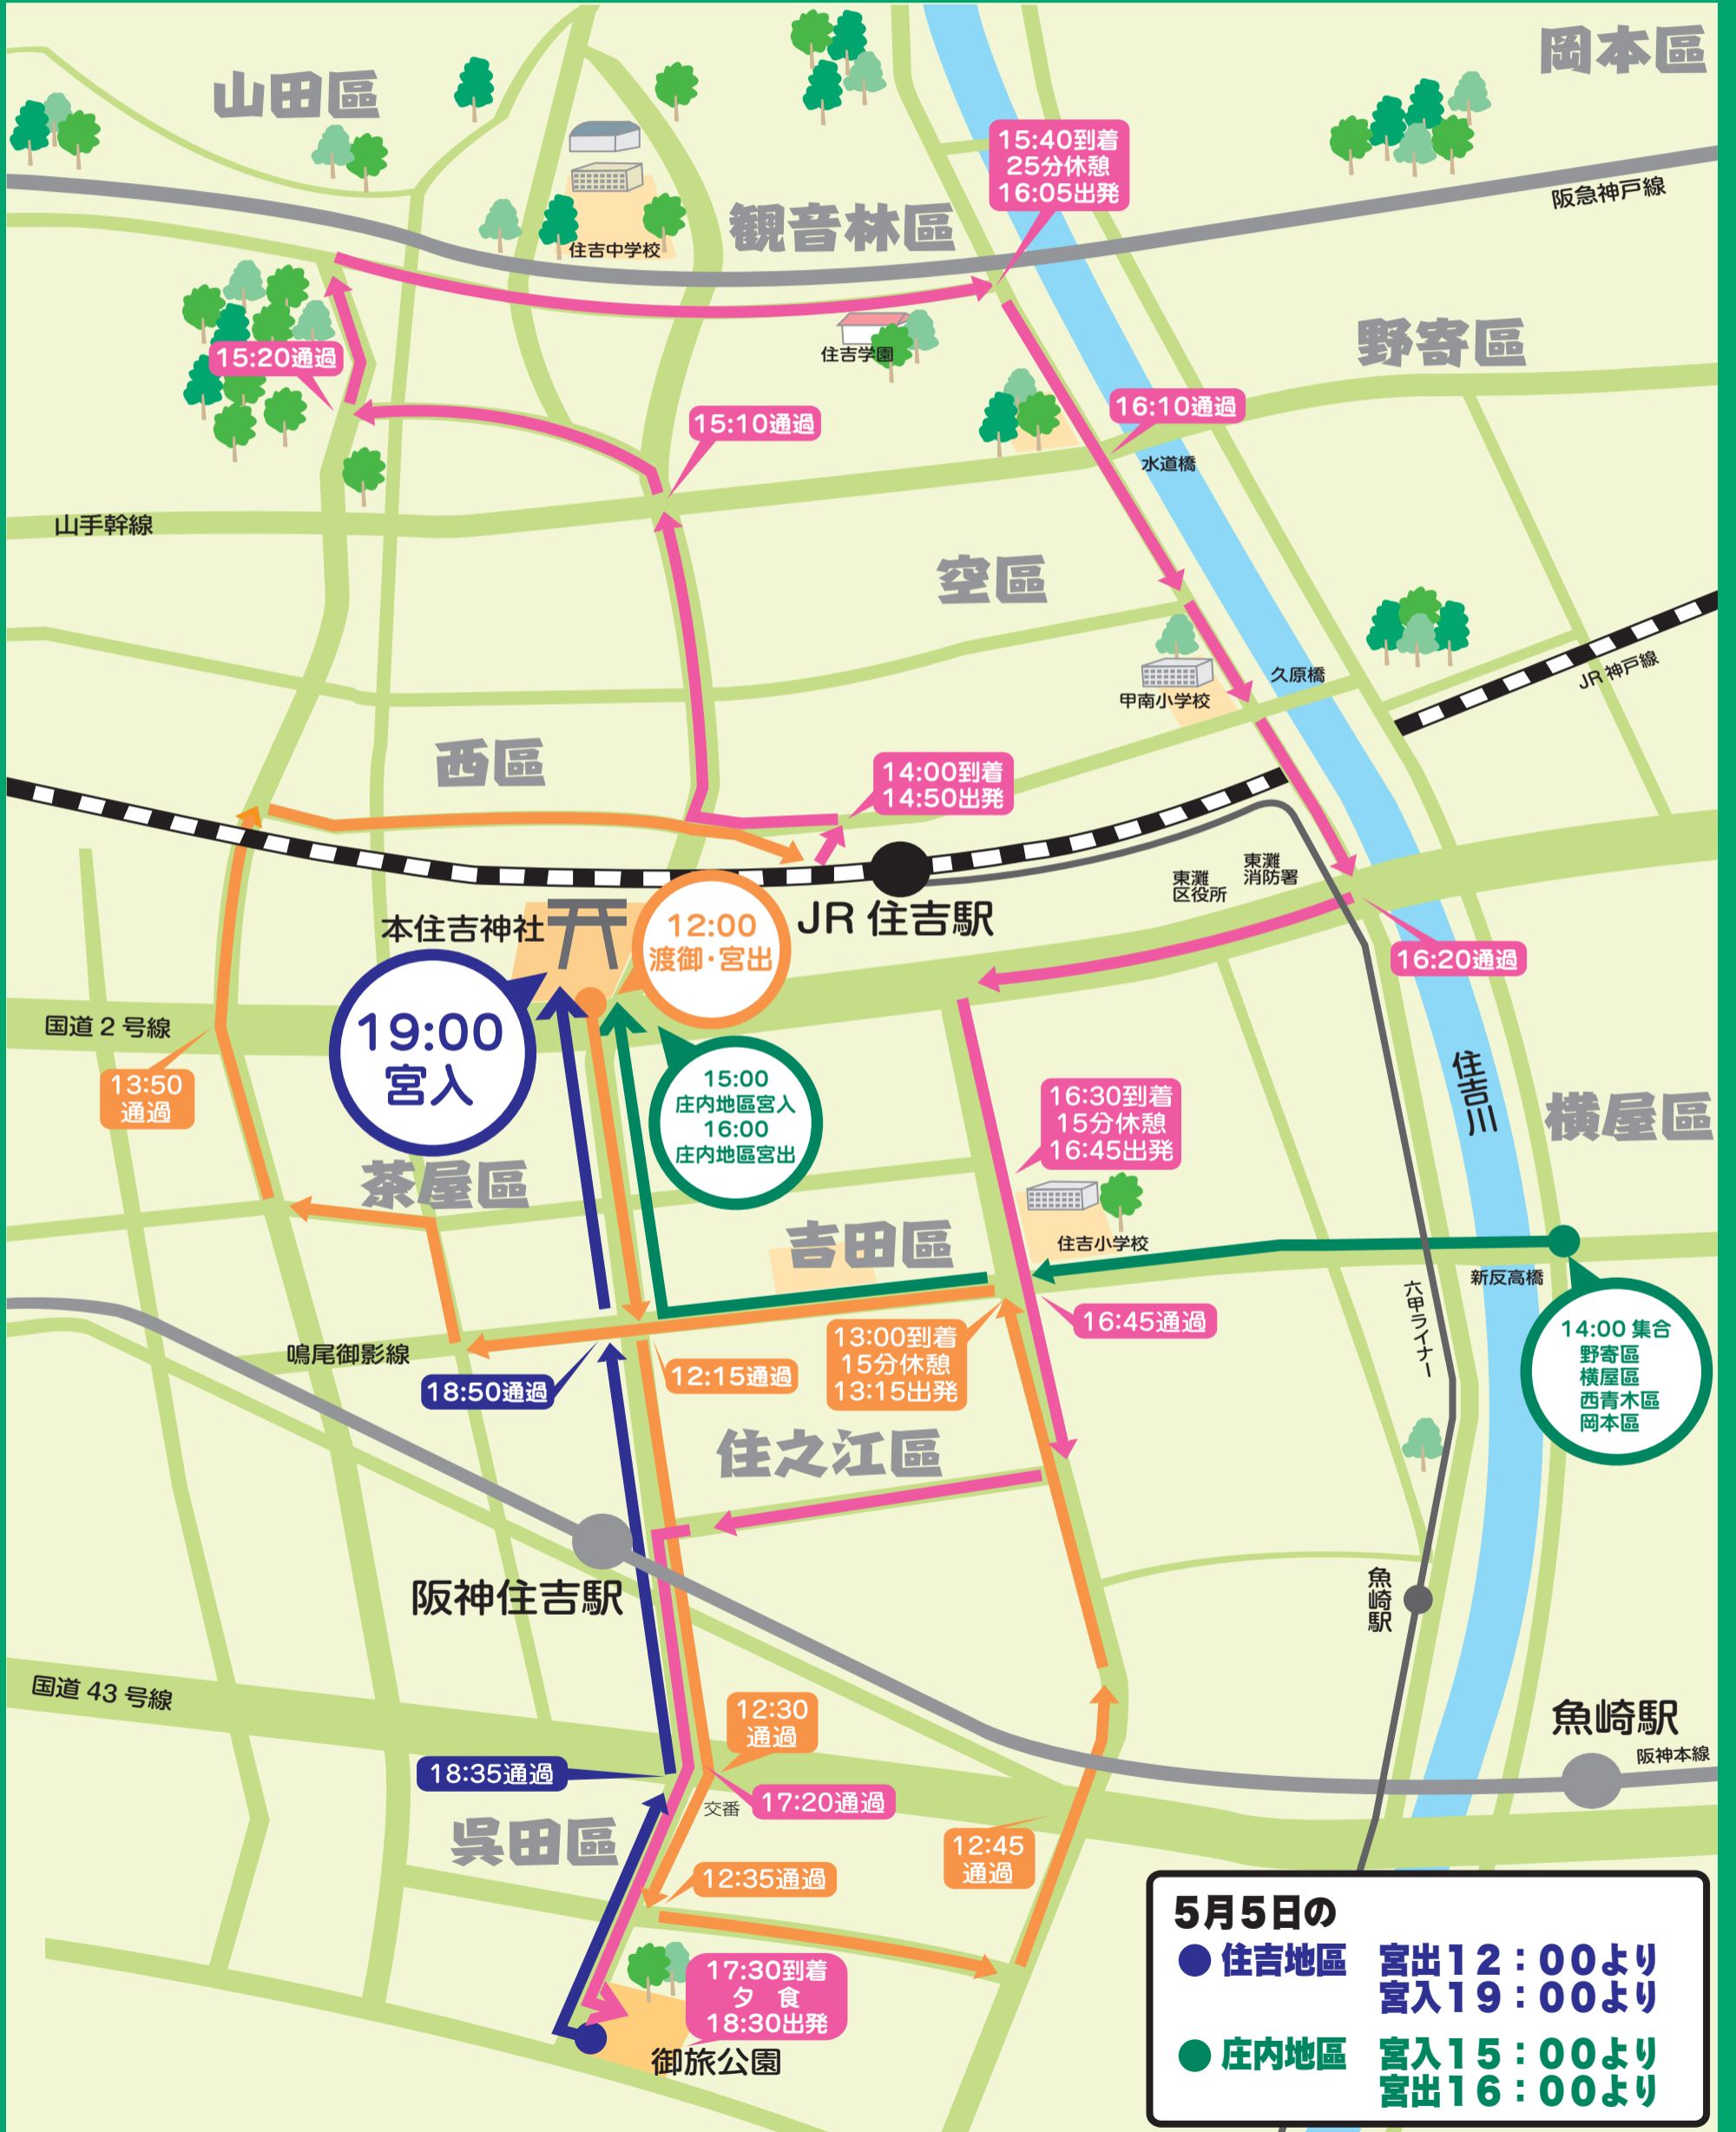 岡本區
山田區
15:40到着
25分休憩
16:05出発
阪急神戸線
観音林區
住吉中学校
野寄區
住吉学園
15:20通過
15:10通過
16:10通過
水道橋
山手幹線
空區
久原橋
甲南小学校
JR 神戸線
西區
14:00到着
14:50出発
東灘
消防署
東灘
区役所
本住吉神社
12:00
渡御・宮出
JR 住吉駅
16:20通過
国道 2 号線
19:00
宮入
13:50
通過
15:00
庄内地區宮入
16:00
庄内地區宮出
16:30到着
15分休憩
16:45出発
住吉川
横屋區
茶屋區
吉田區
住吉小学校
新反高橋
六甲ライナー
16:45通過
鳴尾御影線
13:00到着
15分休憩
13:15出発
14:00 集合
野寄區
横屋區
西青木區
岡本區
18:50通過
12:15通過
住之江區
阪神住吉駅
魚崎駅
国道 43 号線
12:30
通過
魚崎駅
阪神本線
18:35通過
交番
17:20通過
呉田區
12:45
通過
12:35通過
17:30到着
夕 食
18:30出発
御旅公園
5月5日の
住吉地區 宮出12:00より
宮入19:00より
庄内地區 宮入15:00より
宮出16:00より